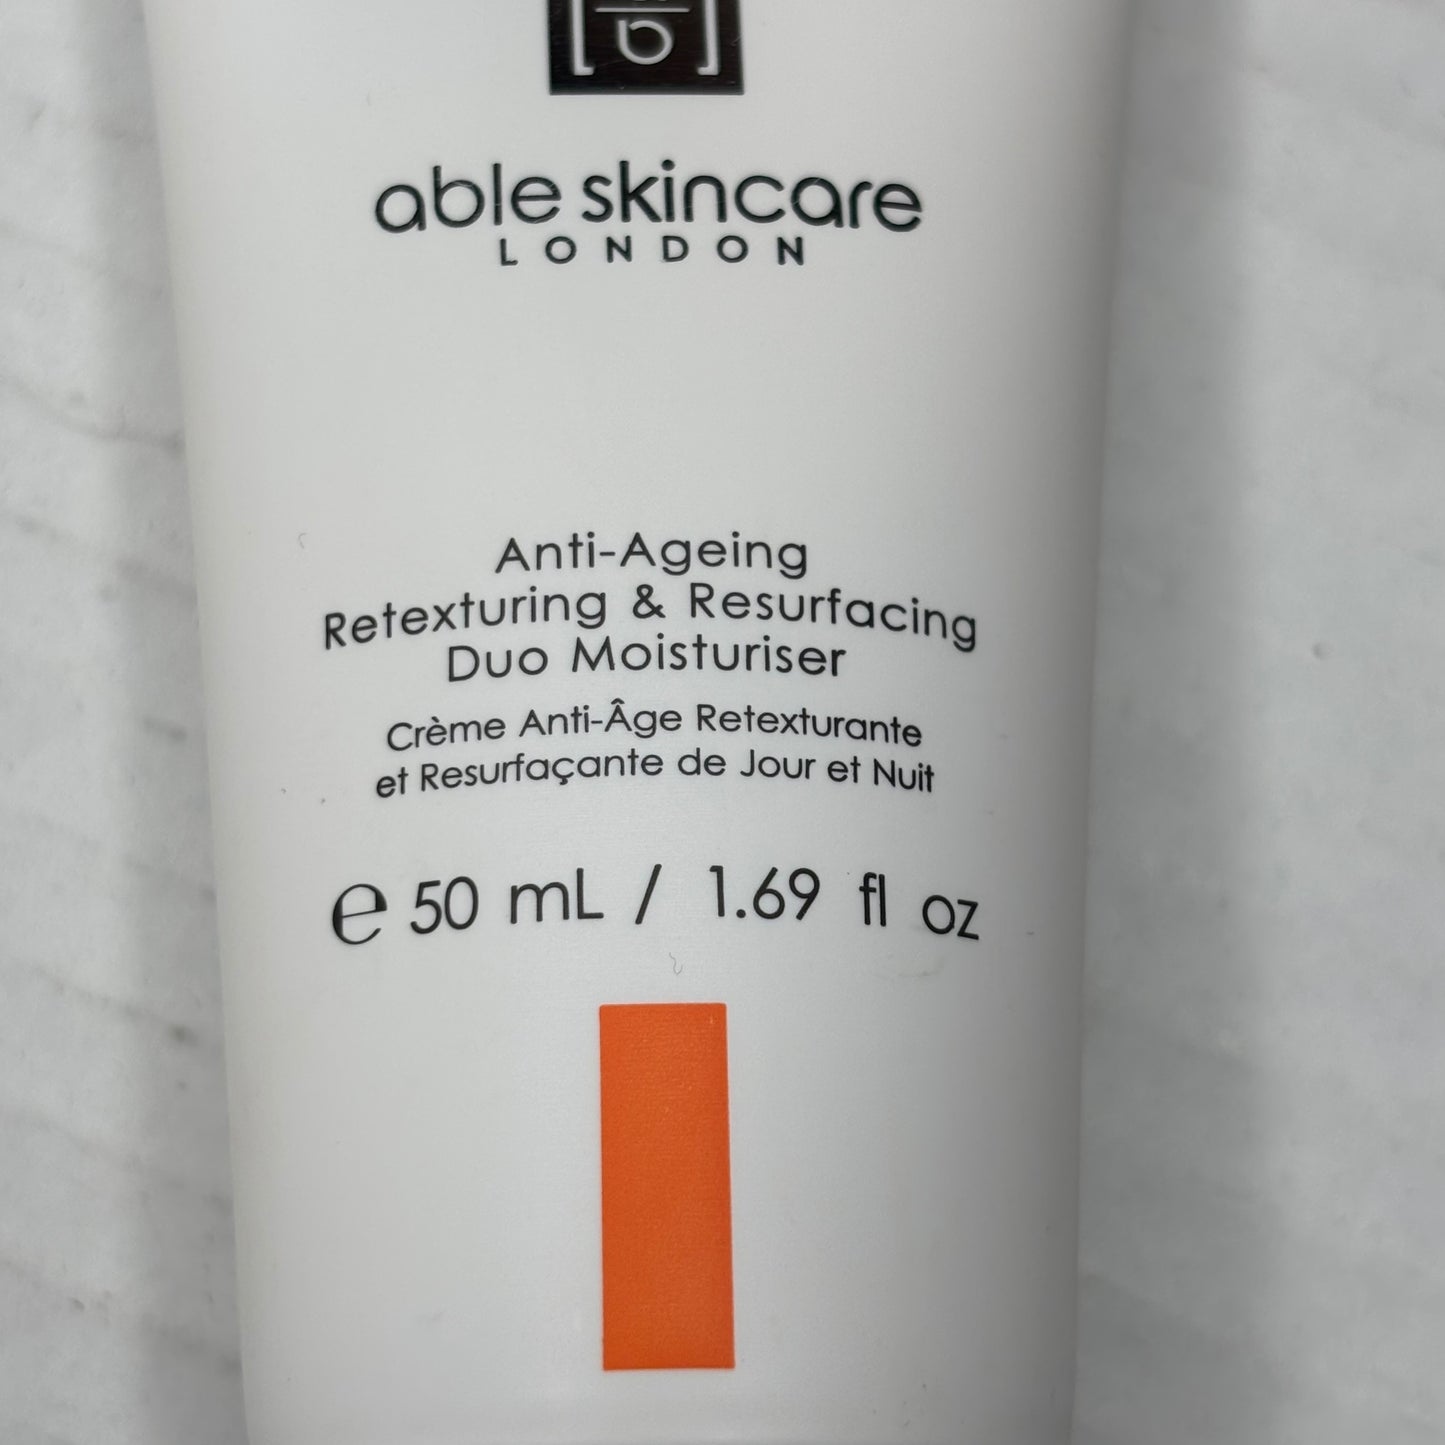 able skincare
LONDON
Anti-Ageing
Retexturing & Resurfacing
Duo Moisturiser
Crème Anti-Âge Retexturante
et Resurfaçante de Jour et Nuit
℮ 50 mL / 1.69 fl oz